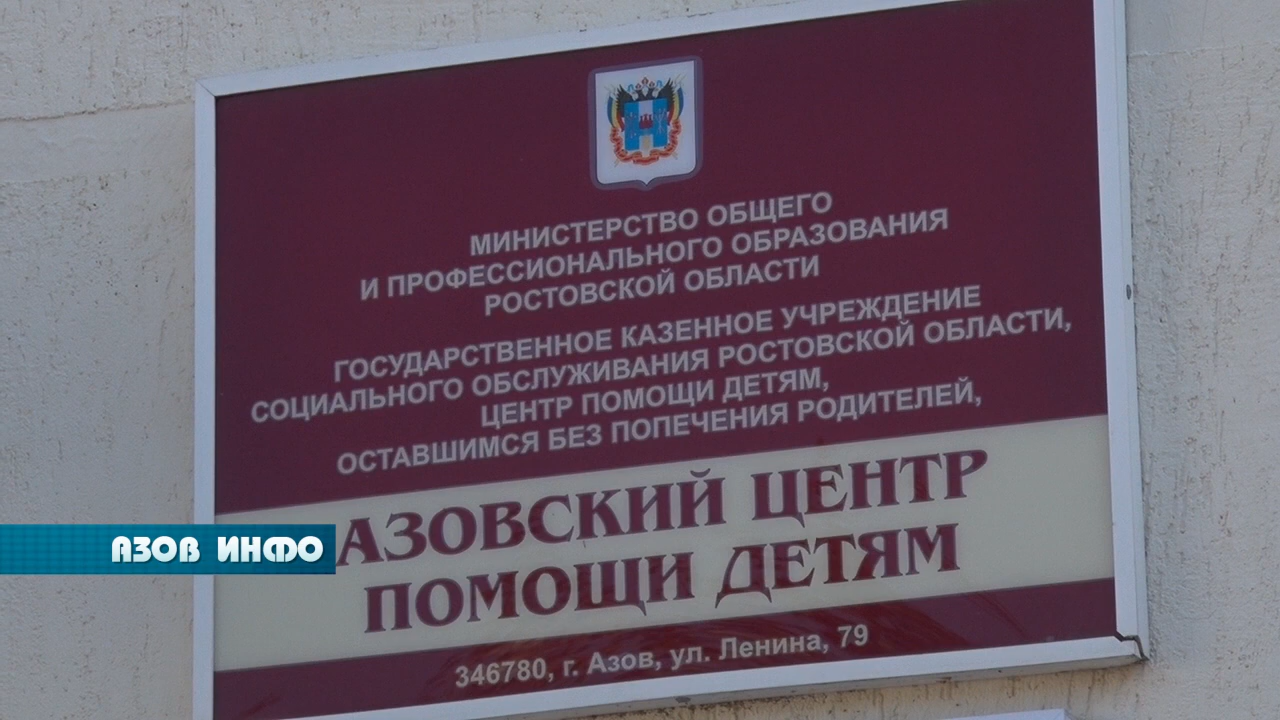 МИНИСТЕРСТВО ОБЩЕГО
И ПРОФЕССИОНАЛЬНОГО ОБРАЗОВАНИЯ
РОСТОВСКОЙ ОБЛАСТИ
ГОСУДАРСТВЕННОЕ КАЗЕННОЕ УЧРЕЖДЕНИЕ
СОЦИАЛЬНОГО ОБСЛУЖИВАНИЯ РОСТОВСКОЙ ОБЛАСТИ,
ЦЕНТР ПОМОЩИ ДЕТЯМ,
ОСТАВШИМСЯ БЕЗ ПОПЕЧЕНИЯ РОДИТЕЛЕЙ,
АЗОВСКИЙ ЦЕНТР
ПОМОЩИ ДЕТЯМ
346780, г. Азов, ул. Ленина, 79
АЗОВ ИНФО